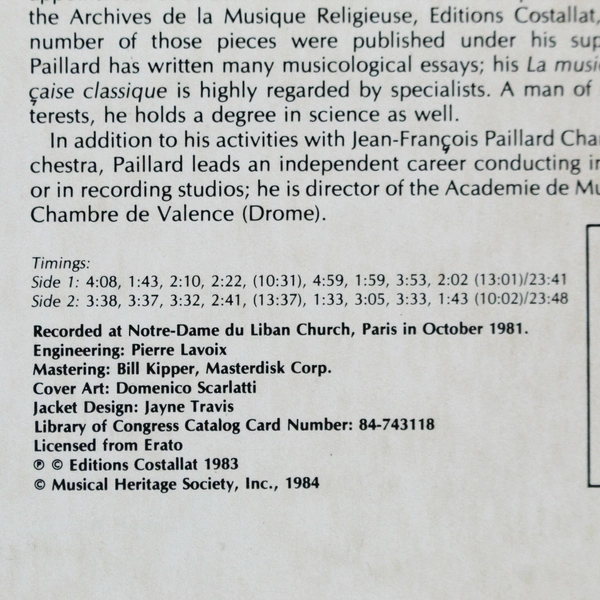 the Archives de la Musique Religieuse, Editions Costallat,
number of those pieces were published under his
Paillard has written many musicological essays; his La
çaise classique is highly regarded by specialists. A man of
terests, he holds a degree in science as well.
In addition to his activities with Jean-François Paillard
chestra, Paillard leads an independent career conducting
or in recording studios; he is director of the Academie de
Chambre de Valence (Drome).
Timings:
Side 1: 4:08, 1:43, 2:10, 2:22, (10:31), 4:59, 1:59, 3:53, 2:02 (13:01)/23:41
Side 2: 3:38, 3:37, 3:32, 2:41, (13:37), 1:33, 3:05, 3:33, 1:43 (10:02)/23:48
Recorded at Notre-Dame du Liban Church, Paris in October 1981.
Engineering: Pierre Lavoix
Mastering: Bill Kipper, Masterdisk Corp.
Cover Art: Domenico Scarlatti
Jacket Design: Jayne Travis
Library of Congress Catalog Card Number: 84-743118
Licensed from Erato
℗ © Editions Costallat 1983
© Musical Heritage Society, Inc., 1984